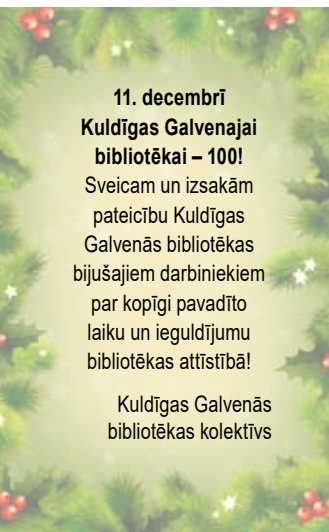 11. decembrī
Kuldīgas Galvenajai
bibliotēkai – 100!
Sveicam un izsakām
pateicību Kuldīgas
Galvenās bibliotēkas
bijušajiem darbiniekiem
par kopīgi pavadīto
laiku un ieguldījumu
bibliotēkas attīstībā!
Kuldīgas Galvenās
bibliotēkas kolektīvs